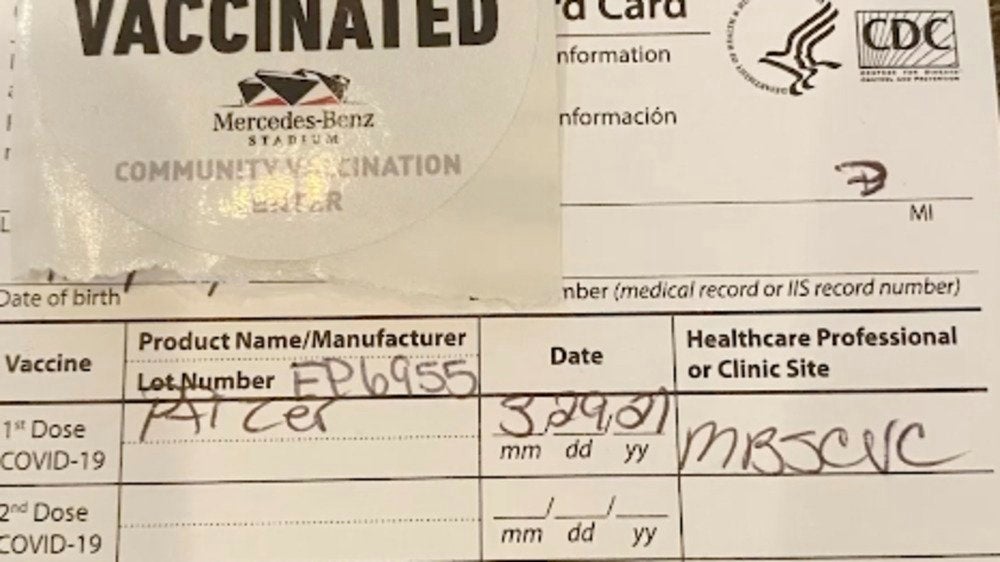 VACCINATED
Mercedes-Benz
STADIUM
COMMUNITY VACCINATION
CENTER
d Card
nformation
nformación
CDC
D
MI
Date of birth
mber (medical record or IIS record number)
Vaccine
Product Name/Manufacturer
Lot Number EP6955
Date
Healthcare Professional
or Clinic Site
1st Dose
COVID-19
3 29 21
mm dd yy
MBSCVC
2nd Dose
COVID-19
mm dd yy